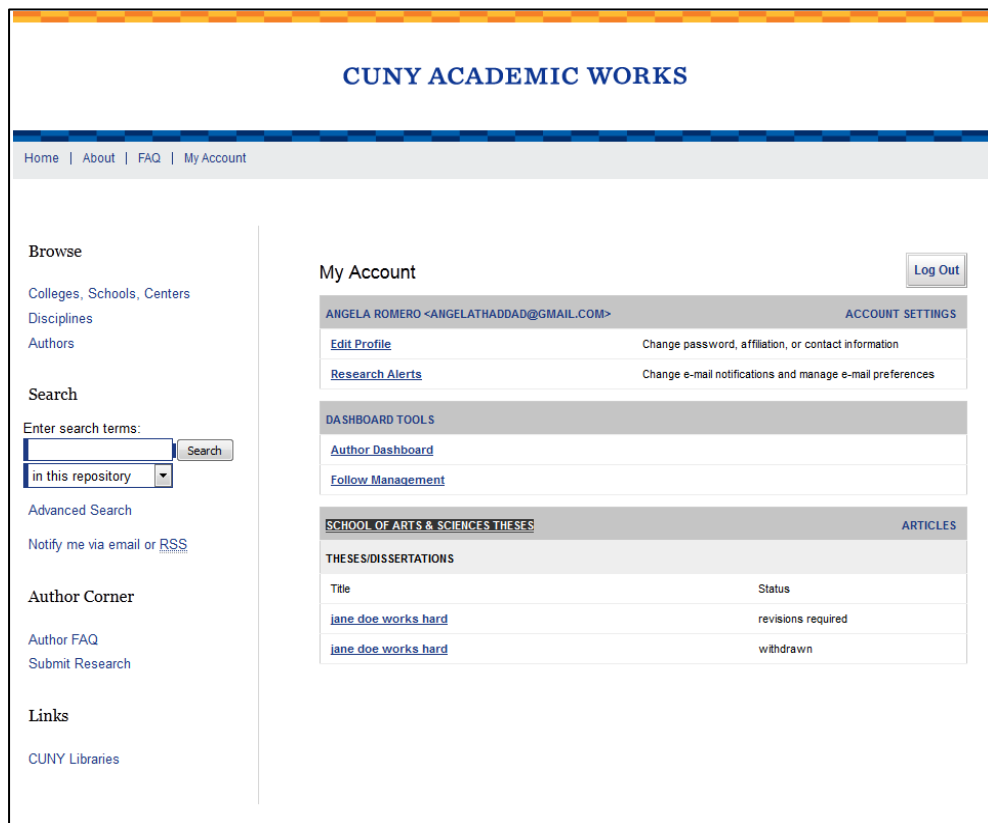 CUNY ACADEMIC WORKS
Home | About | FAQ | My Account
Browse
Colleges, Schools, Centers
Disciplines
Authors
Search
Enter search terms:
Search
in this repository
Advanced Search
Notify me via email or RSS
Author Corner
Author FAQ
Submit Research
Links
CUNY Libraries
My Account
Log Out
ANGELA ROMERO <ANGELATHADDAD@GMAIL.COM> ACCOUNT SETTINGS
Edit Profile Change password, affiliation, or contact information
Research Alerts Change e-mail notifications and manage e-mail preferences
DASHBOARD TOOLS
Author Dashboard
Follow Management
SCHOOL OF ARTS & SCIENCES THESES ARTICLES
THESES/DISSERTATIONS
Title Status
jane doe works hard revisions required
jane doe works hard withdrawn